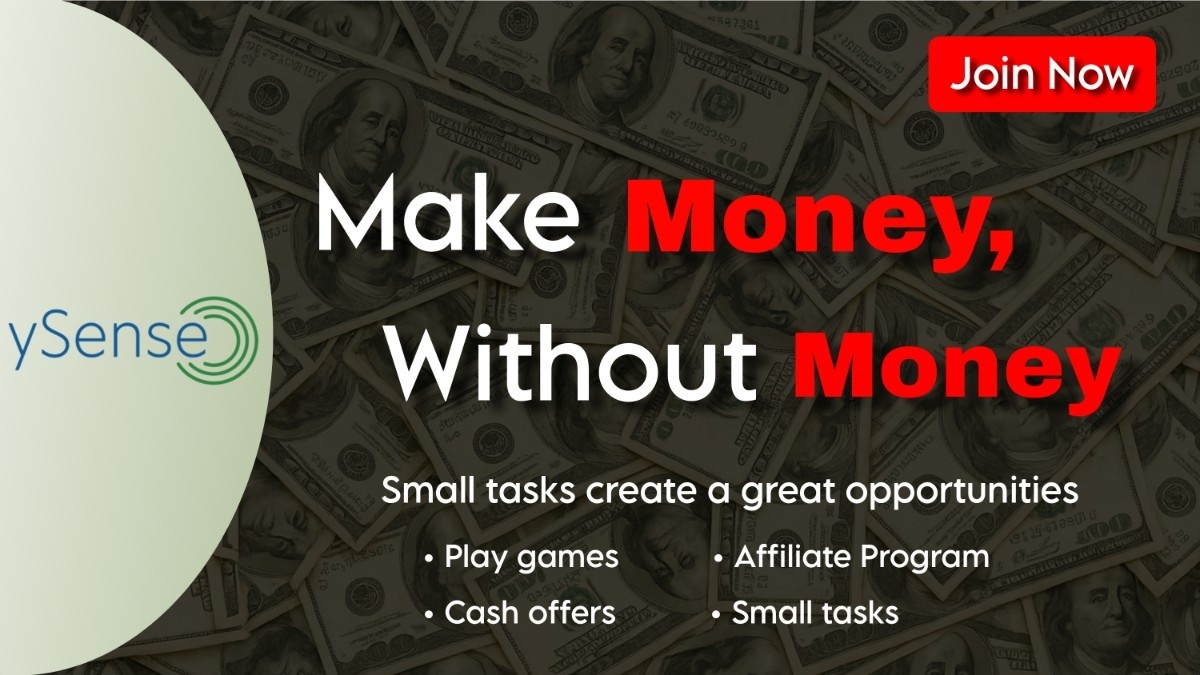 Join Now
Make Money,
Without Money
ySense
Small tasks create a great opportunities
• Play games
• Affiliate Program
• Cash offers
• Small tasks